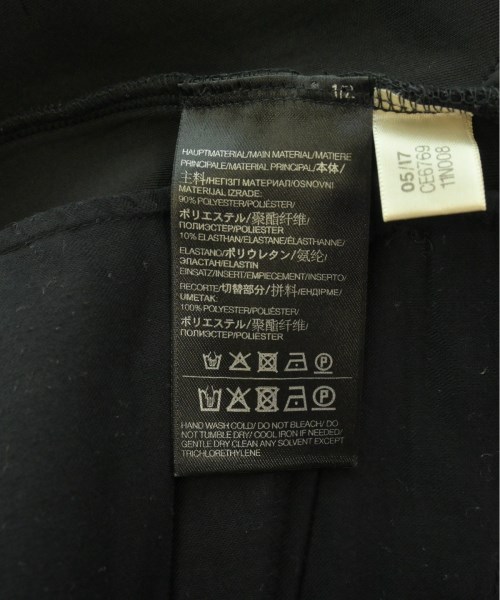 HAUPTMATERIAL/MAIN MATERIAL/MATIERE
PRINCIPALE/MATERIAL PRINCIPAL/本体/
主料/НЕГІЗГІ МАТЕРИАЛ/OSNOVNI
MATERIJAL IZRADE:
90% POLYESTER/POLIÉSTER/
ポリエステル/聚酯纤维/
ПОЛИЭСТЕР/POLIESTER
10% ELASTHAN/ELASTANE/ÉLASTHANNE/
ELASTANO/ポリウレタン/氨纶/
ЭЛАСТАН/ELASTIN
EINSATZ/INSERT/EMPIECEMENT/INSERTO/
RECORTE/切替部分/拼料/ЕНДІРМЕ/
UMETAK:
100% POLYESTER/POLIÉSTER/
ポリエステル/聚酯纤维/
ПОЛИЭСТЕР/POLIESTER
HAND WASH COLD/ DO NOT BLEACH/ DO
NOT TUMBLE DRY/ COOL IRON IF NEEDED/
GENTLE DRY CLEAN ANY SOLVENT EXCEPT
TRICHLORETHYLENE
05/17
CE6769
11N008